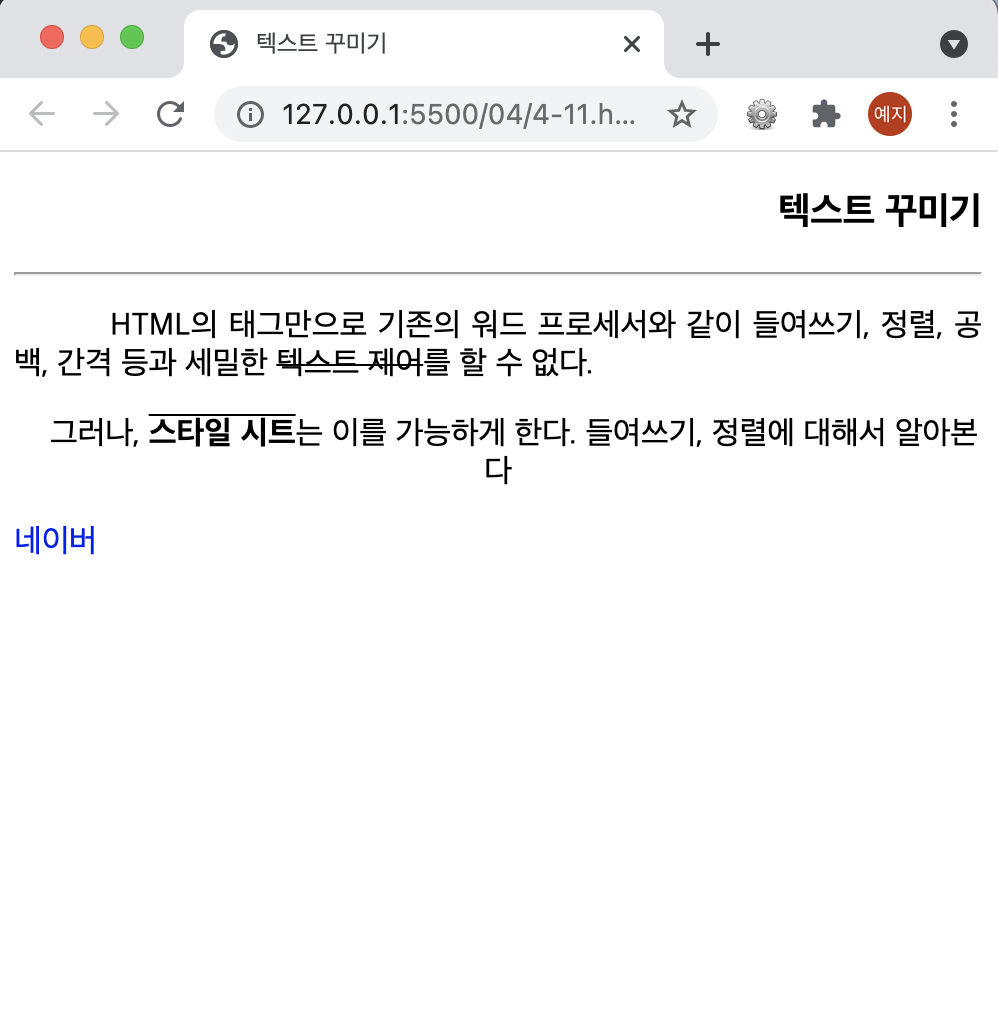 텍스트 꾸미기
127.0.0.1:5500/04/4-11.h...
예지
텍스트 꾸미기
HTML의 태그만으로 기존의 워드 프로세서와 같이 들여쓰기, 정렬, 공
백, 간격 등과 세밀한 텍스트 제어를 할 수 없다.
그러나, 스타일 시트는 이를 가능하게 한다. 들여쓰기, 정렬에 대해서 알아본
다
네이버